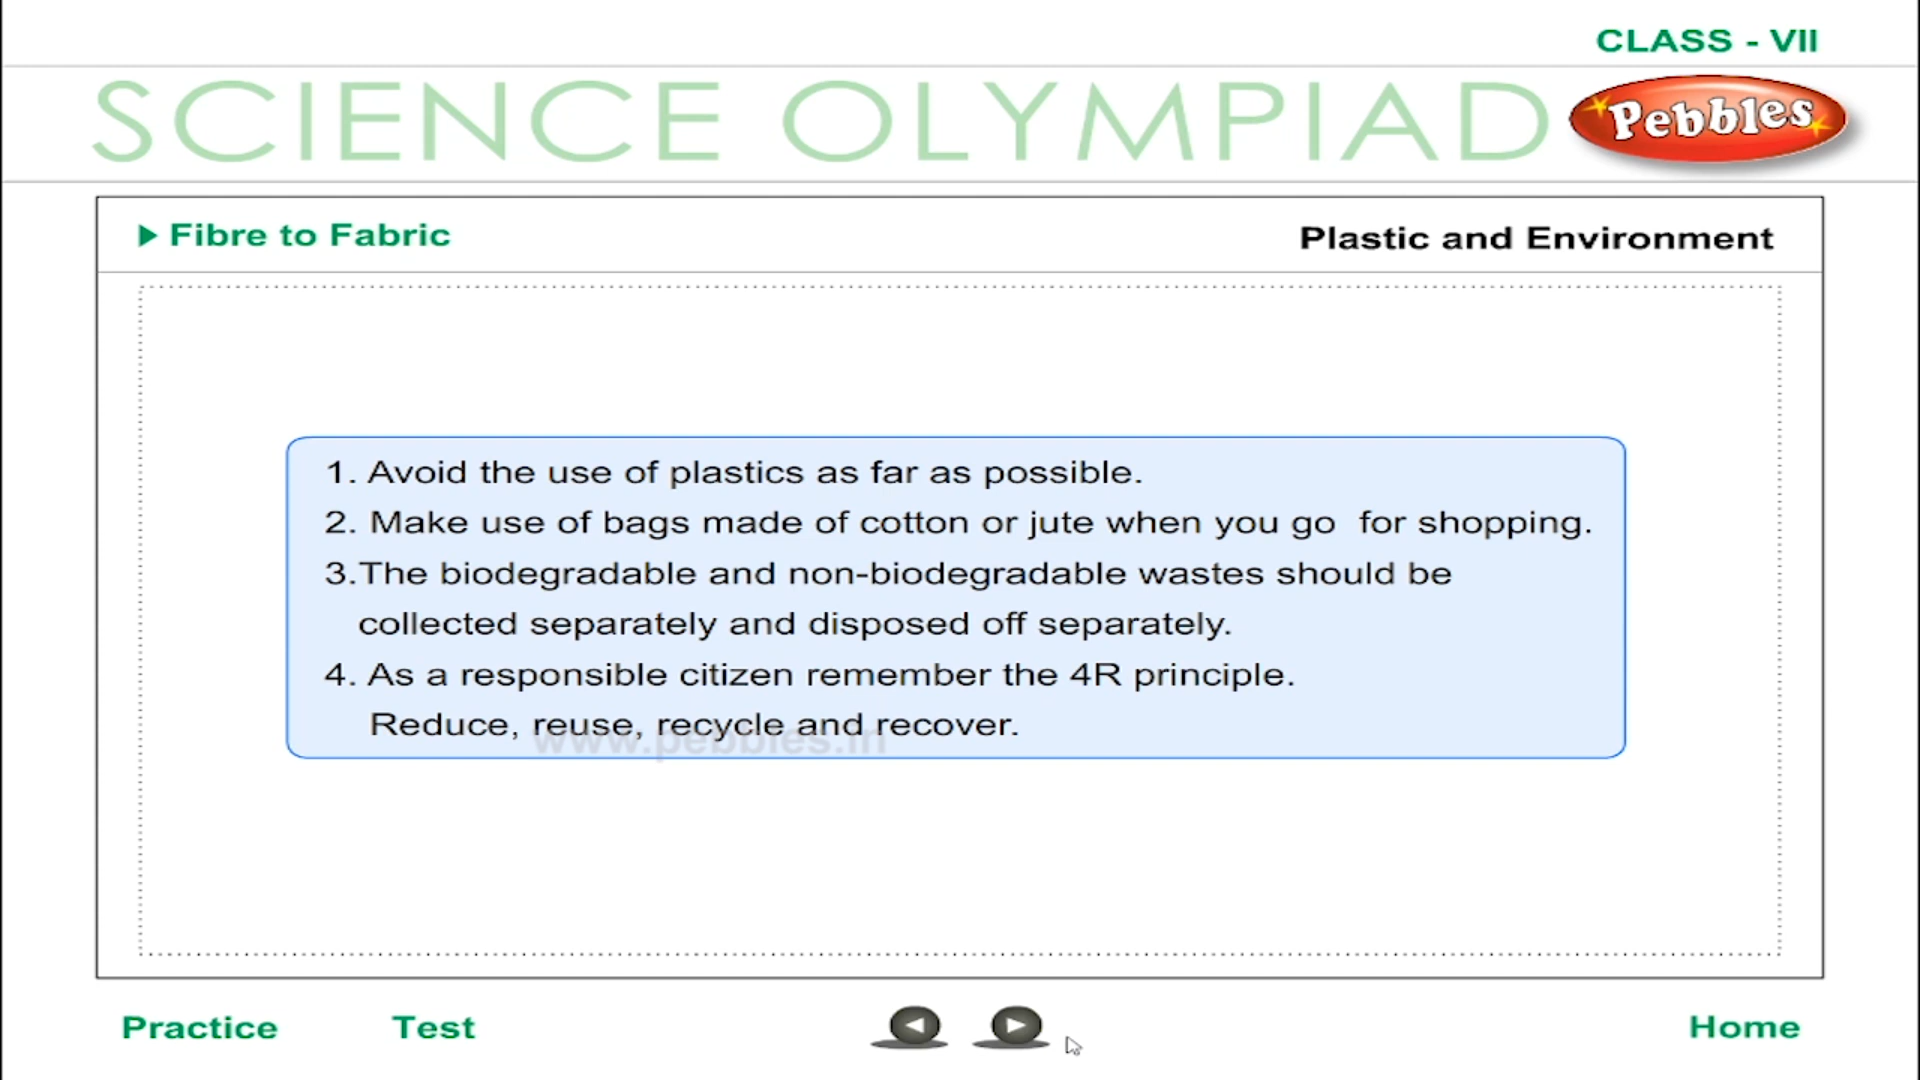 CLASS - VII
SCIENCE OLYMPIAD
Pebbles
Fibre to Fabric
Plastic and Environment
1. Avoid the use of plastics as far as possible.
2. Make use of bags made of cotton or jute when you go for shopping.
3.The biodegradable and non-biodegradable wastes should be
collected separately and disposed off separately.
4. As a responsible citizen remember the 4R principle.
Reduce, reuse, recycle and recover.
www.pebbles.in
Practice
Test
Home